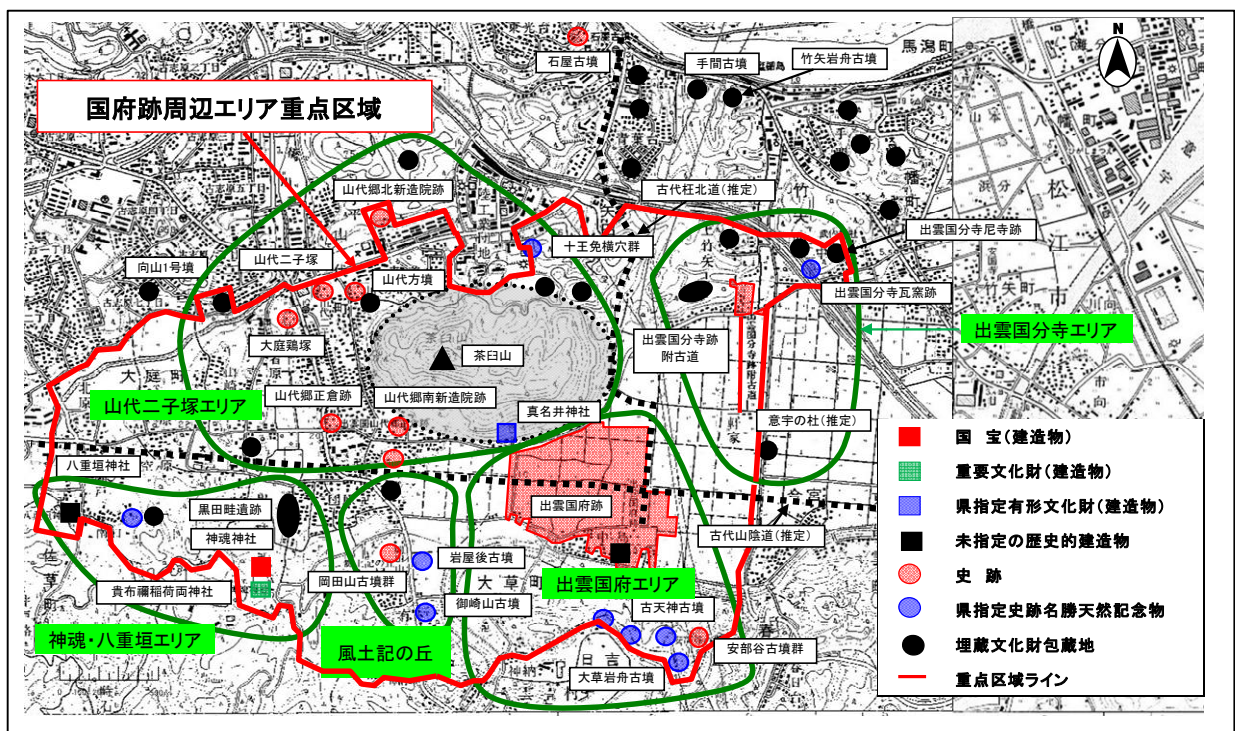 石屋古墳
手間古墳
竹矢岩舟古墳
馬潟町
N
国府跡周辺エリア重点区域
八幡町
松江市
山代郷北新造院跡
古代枉北道(推定)
十王免横穴群
出雲国分寺尼寺跡
向山1号墳
山代二子塚
山代方墳
出雲国分寺瓦窯跡
竹矢町
出雲国分寺エリア
大庭鶏塚
茶臼山
出雲国分寺跡
附古道
大庭町
山代二子塚エリア
山代郷正倉跡
山代郷南新造院跡
真名井神社
意宇の杜(推定)
八重垣神社
黒田畦遺跡
出雲国府跡
古代山陰道(推定)
神魂神社
岩屋後古墳
大草町
出雲国府エリア
貴布禰稲荷両神社
岡田山古墳群
御崎山古墳
古天神古墳
佐草町
神魂・八重垣エリア
風土記の丘
安部谷古墳群
大草岩舟古墳
国 宝(建造物)
重要文化財(建造物)
県指定有形文化財(建造物)
未指定の歴史的建造物
史 跡
県指定史跡名勝天然記念物
埋蔵文化財包蔵地
重点区域ライン